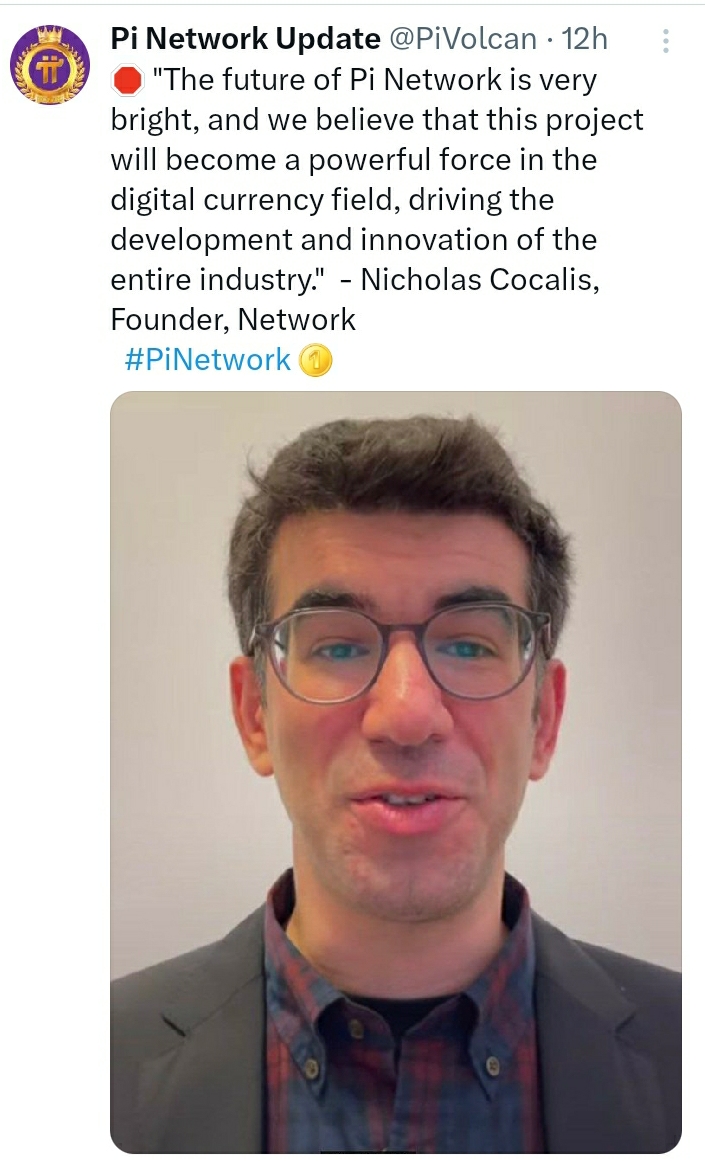 Pi Network Update @PiVolcan · 12h
🛑 "The future of Pi Network is very
bright, and we believe that this project
will become a powerful force in the
digital currency field, driving the
development and innovation of the
entire industry." - Nicholas Cocalis,
Founder, Network
#PiNetwork